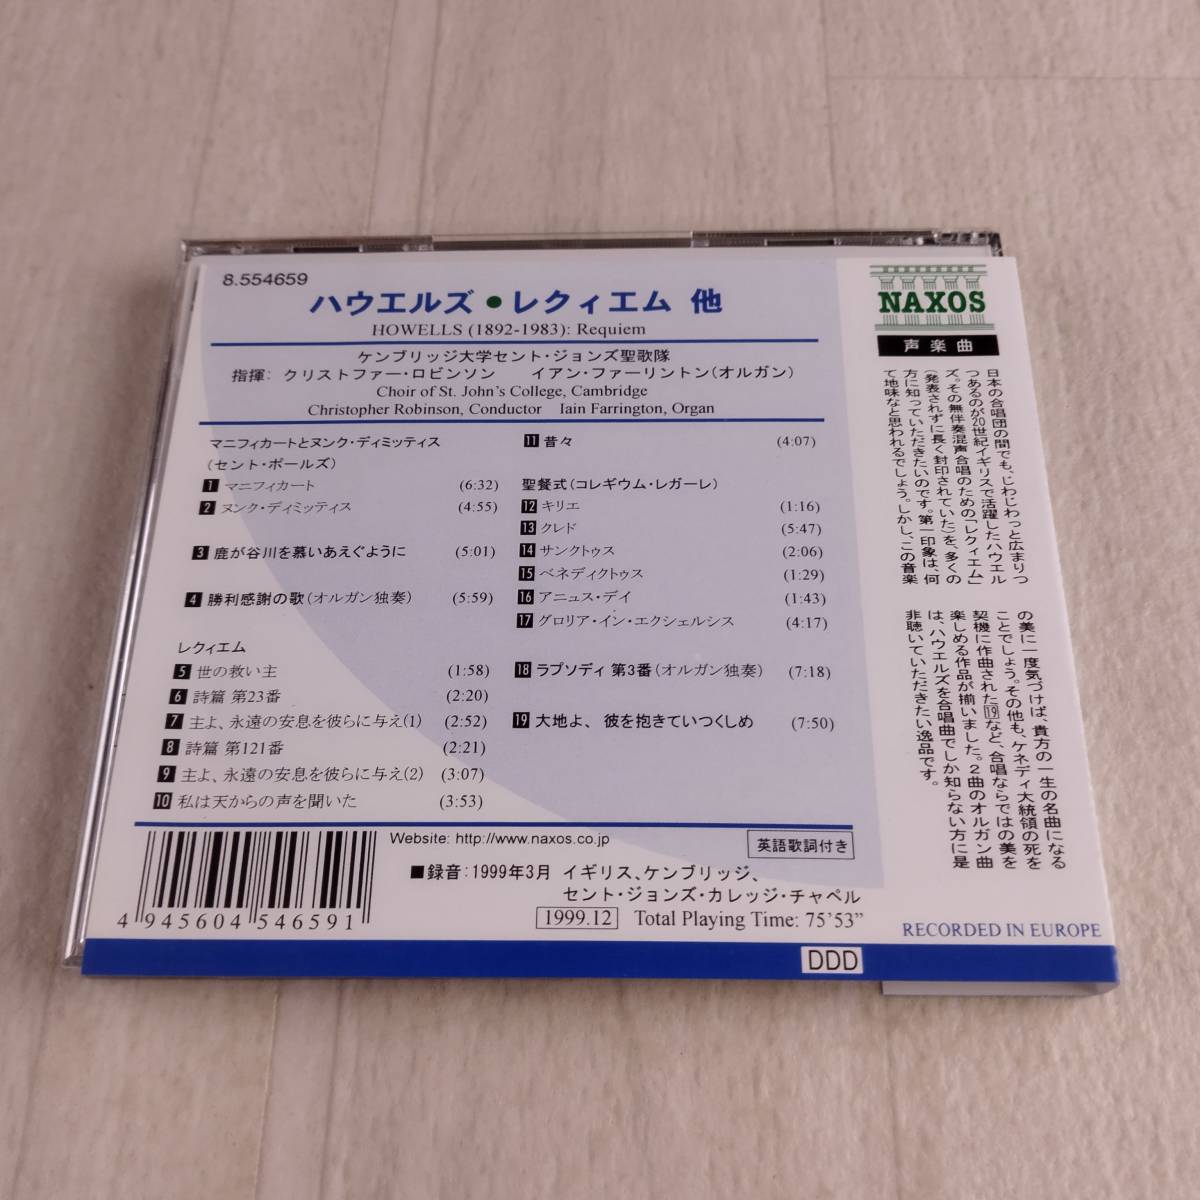 8.554659
ハウエルズ・レクィエム 他
HOWELLS (1892-1983): Requiem
ケンブリッジ大学セント・ジョンズ聖歌隊
指揮: クリストファー・ロビンソン イアン・ファーリントン(オルガン)
Choir of St. John's College, Cambridge
Christopher Robinson, Conductor Iain Farrington, Organ
マニフィカートとヌンク・ディミッティス
(セント・ポールズ)
1 マニフィカート (6:32)
2 ヌンク・ディミッティス (4:55)
3 鹿が谷川を慕いあえぐように (5:01)
4 勝利感謝の歌(オルガン独奏) (5:59)
レクィエム
5 世の救い主 (1:58)
6 詩篇 第23番 (2:20)
7 主よ、永遠の安息を彼らに与え(1) (2:52)
8 詩篇 第121番 (2:21)
9 主よ、永遠の安息を彼らに与え(2) (3:07)
10 私は天からの声を聞いた (3:53)
11 昔々 (4:07)
聖餐式(コレギウム・レガーレ)
12 キリエ (1:16)
13 クレド (5:47)
14 サンクトゥス (2:06)
15 ベネディクトゥス (1:29)
16 アニュス・デイ (1:43)
17 グロリア・イン・エクシェルシス (4:17)
18 ラプソディ 第3番(オルガン独奏) (7:18)
19 大地よ、彼を抱きていつくしめ (7:50)
4 945604 546591
Website: http://www.naxos.co.jp
英語歌詞付き
■録音:1999年3月 イギリス、ケンブリッジ、
セント・ジョンズ・カレッジ・チャペル
1999.12 Total Playing Time: 75'53”
DDD
NAXOS
声楽曲
日本の合唱団の間でも、じわじわっと広まりつ
つあるのが20世紀イギリスで活躍したハウエル
ズ。その無伴奏混声合唱のための「レクィエム」
(発表されずに長く封印されていた)を、多くの
方に知っていただきたいのです。第一印象は、何
て地味なと思われるでしょう。しかし、この音楽
の美に一度気づけば、貴方の一生の名曲になる
ことでしょう。その他も、ケネディ大統領の死を
契機に作曲された[19]など、合唱ならではの美を
楽しめる作品が揃いました。2曲のオルガン曲
は、ハウエルズを合唱曲でしか知らない方に是
非聴いていただきたい逸品です。
RECORDED IN EUROPE